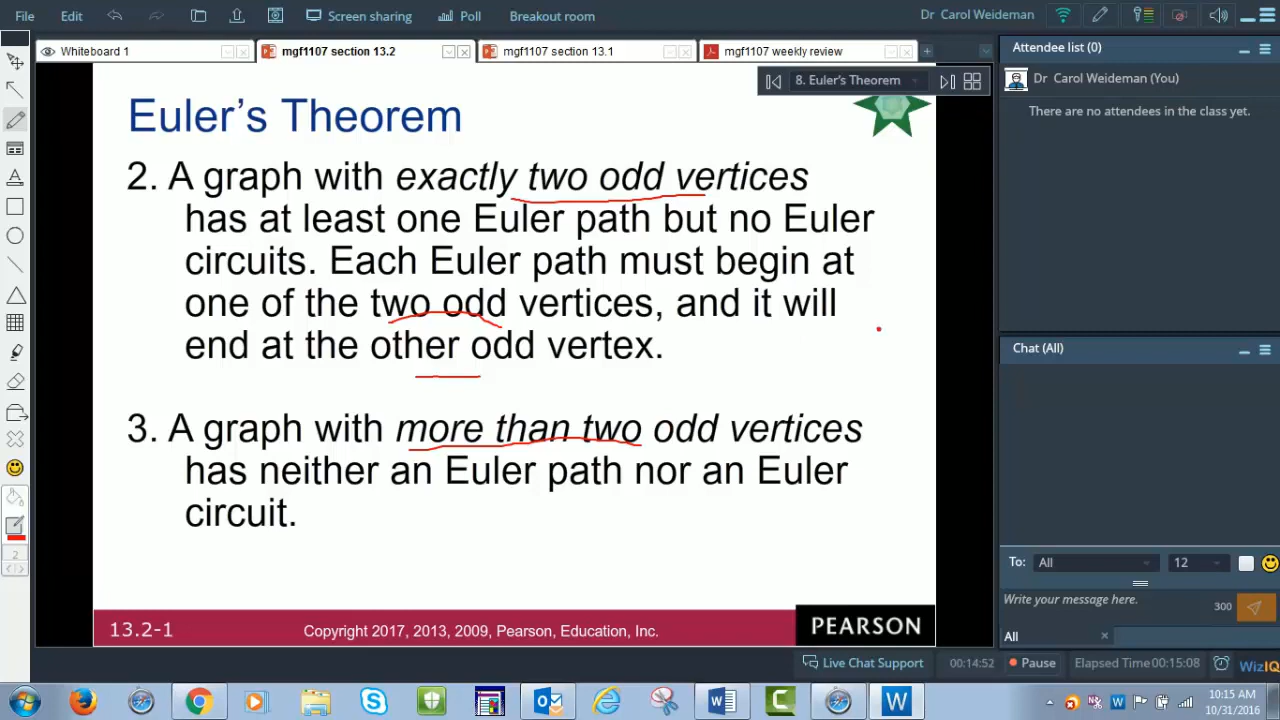 File Edit Screen sharing Poll Breakout room Dr Carol Weideman
Whiteboard 1 mgf1107 section 13.2 mgf1107 section 13.1 mgf1107 weekly review
Attendee list (0)
8. Euler's Theorem
Dr Carol Weideman (You)
There are no attendees in the class yet.
Euler's Theorem
2. A graph with exactly two odd vertices
has at least one Euler path but no Euler
circuits. Each Euler path must begin at
one of the two odd vertices, and it will
end at the other odd vertex.
3. A graph with more than two odd vertices
has neither an Euler path nor an Euler
circuit.
13.2-1
Copyright 2017, 2013, 2009, Pearson, Education, Inc.
PEARSON
2
Chat (All)
To: All 12
Write your message here. 300
All
Live Chat Support 00:14:52 Pause Elapsed Time 00:15:08 WizIQ
10:15 AM
10/31/2016